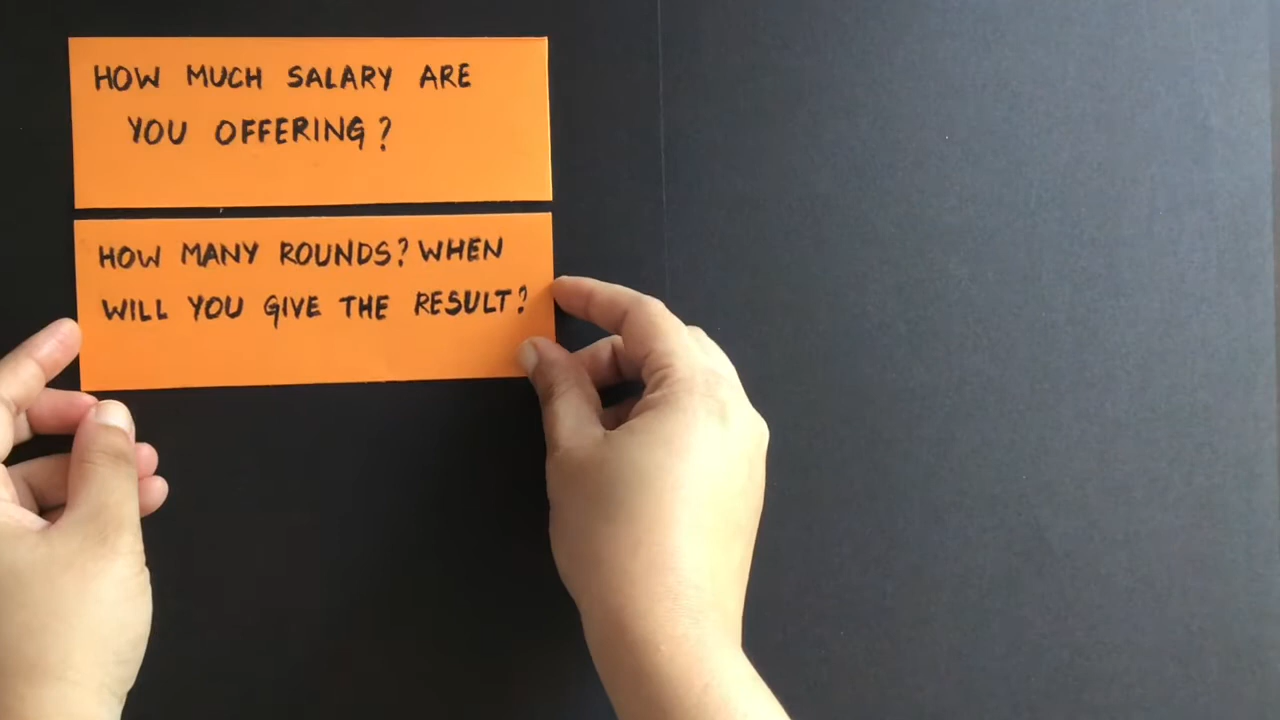 HOW MUCH SALARY ARE
YOU OFFERING?
HOW MANY ROUNDS? WHEN
WILL YOU GIVE THE RESULT?